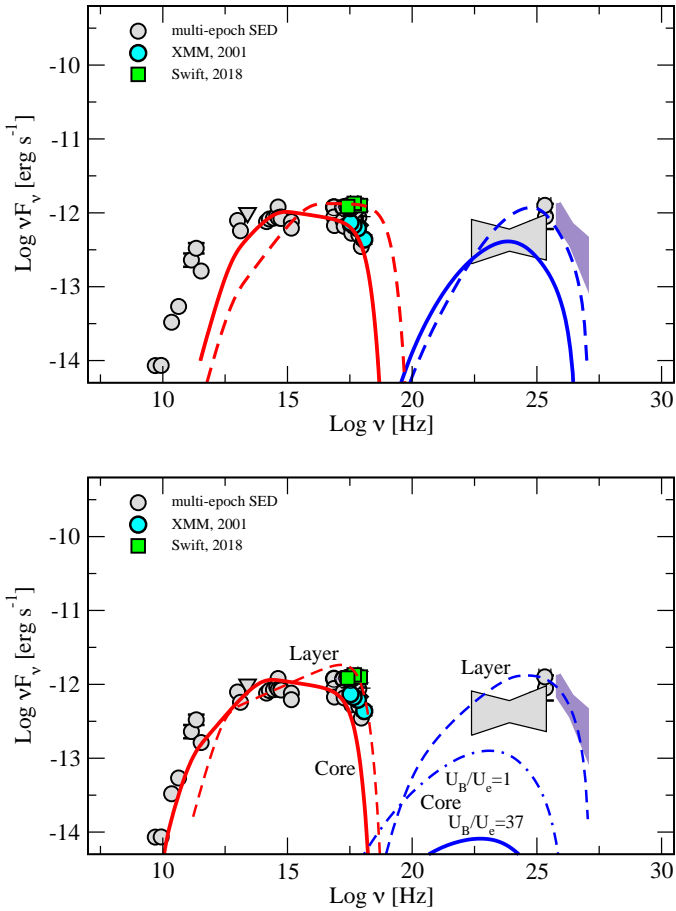 multi-epoch SED
XMM, 2001
Swift, 2018
-10
-11
-12
-13
-14
Log νF_ν [erg s⁻¹]
10 15 20 25 30
Log ν [Hz]
multi-epoch SED
XMM, 2001
Swift, 2018
-10
-11
-12
-13
-14
Log νF_ν [erg s⁻¹]
Layer
Layer
Core
U_B/U_e=1
Core
U_B/U_e=37
10 15 20 25 30
Log ν [Hz]